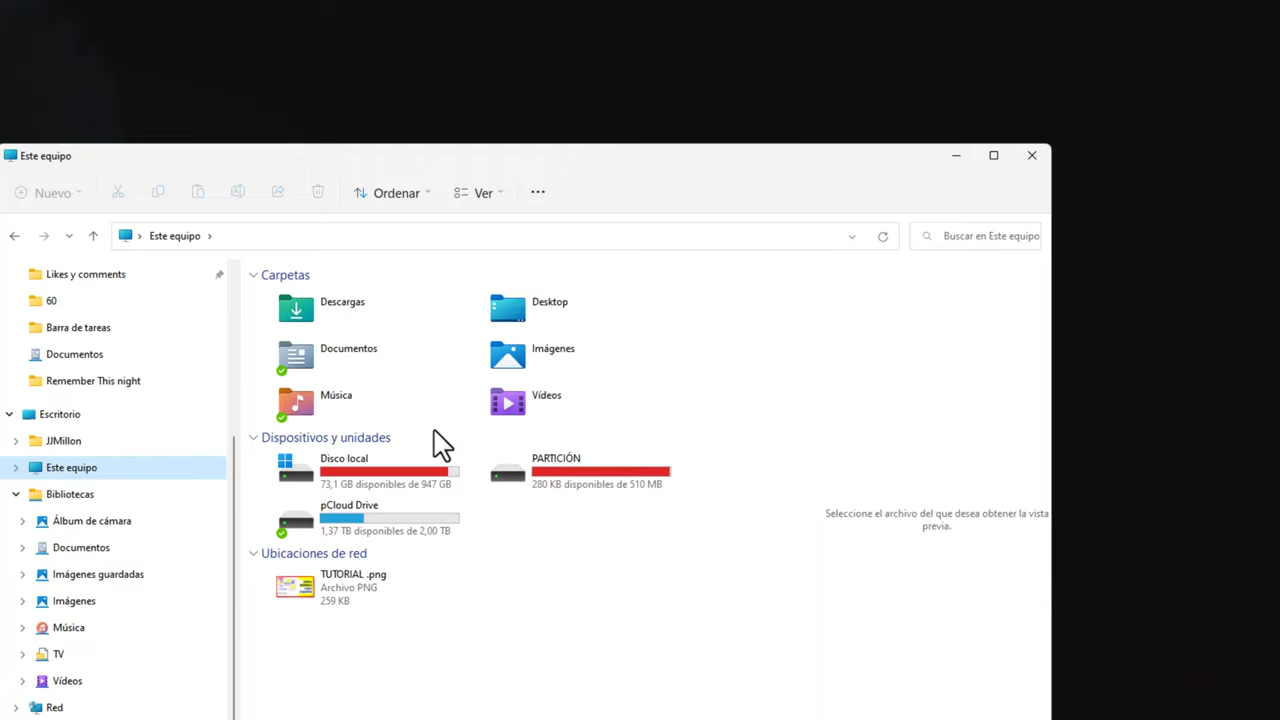 Este equipo
Nuevo
Ordenar
Ver
Este equipo
Buscar en Este equipo
Likes y comments
60
Barra de tareas
Documentos
Remember This night
Escritorio
JJMillon
Este equipo
Bibliotecas
Álbum de cámara
Documentos
Imágenes guardadas
Imágenes
Música
TV
Vídeos
Red
Carpetas
Descargas
Desktop
Documentos
Imágenes
Música
Vídeos
Dispositivos y unidades
Disco local
73,1 GB disponibles de 947 GB
PARTICIÓN
280 KB disponibles de 510 MB
pCloud Drive
1,37 TB disponibles de 2,00 TB
Ubicaciones de red
TUTORIAL .png
Archivo PNG
259 KB
Seleccione el archivo del que desea obtener la vista
previa.